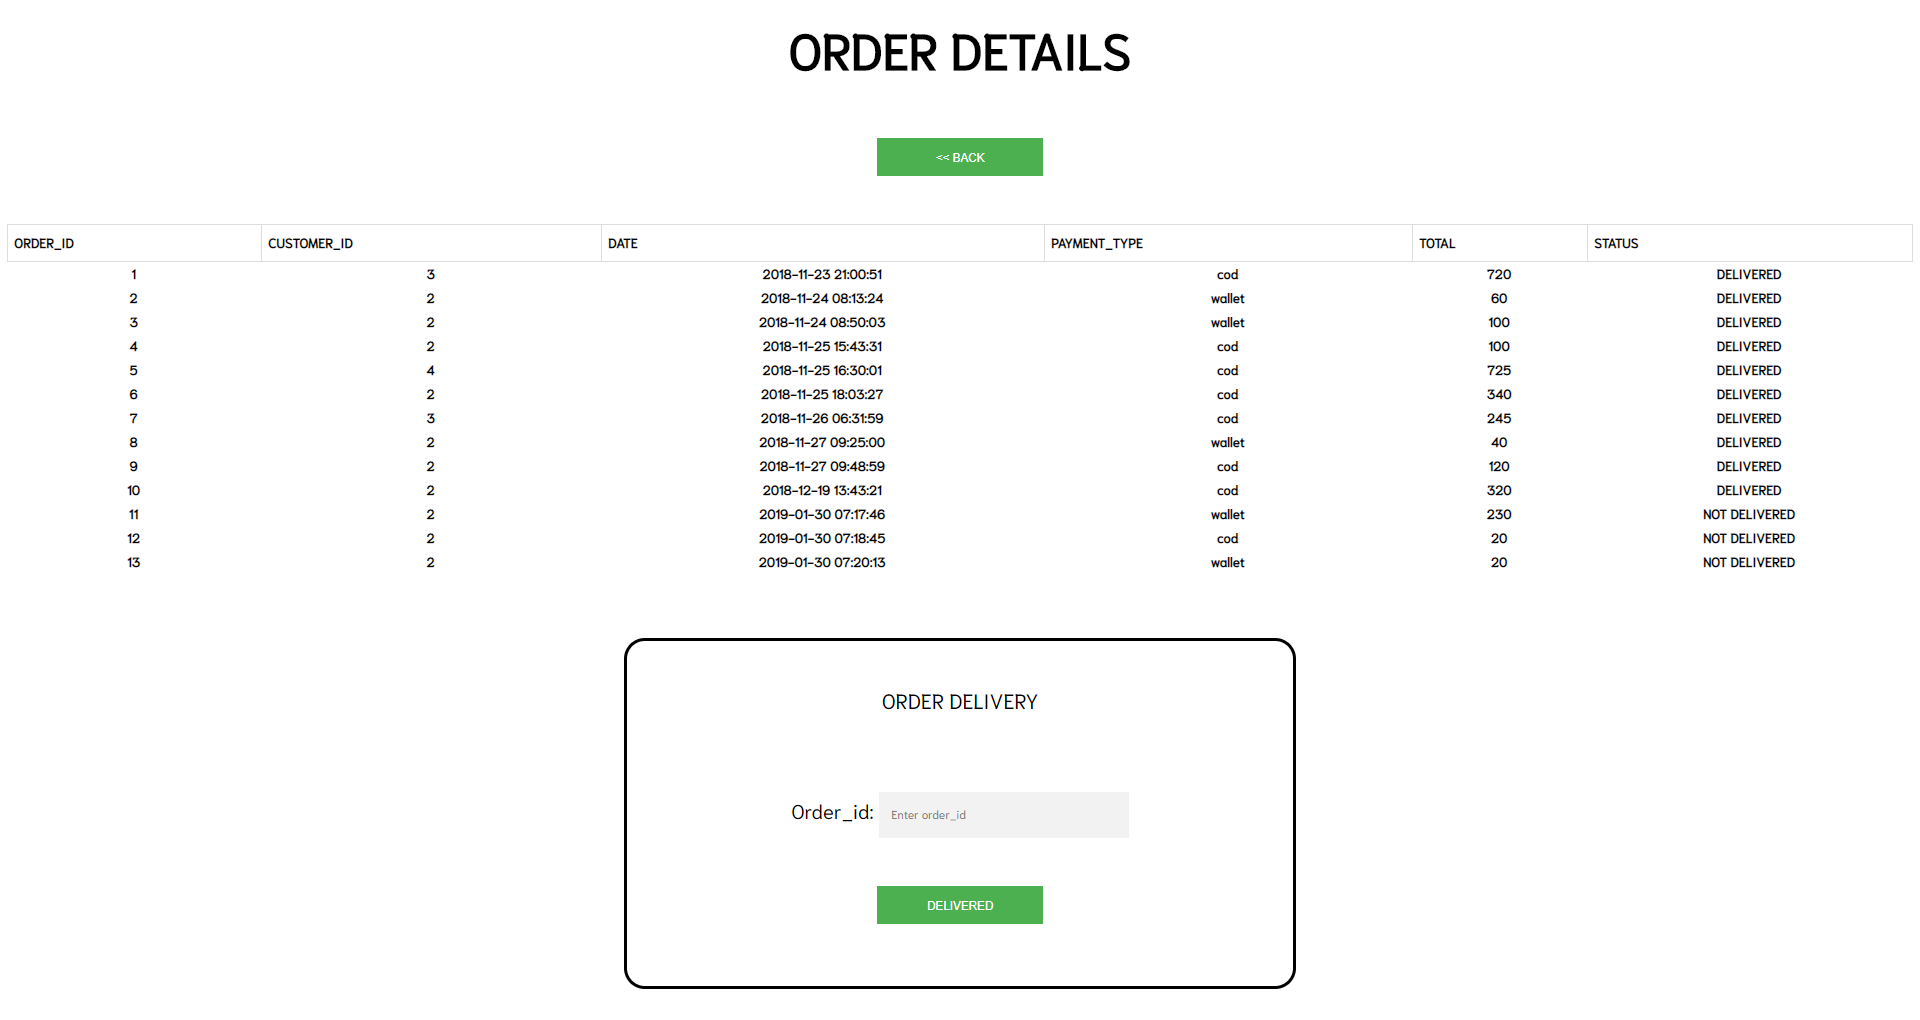 ORDER DETAILS
<< BACK
ORDER_ID CUSTOMER_ID DATE PAYMENT_TYPE TOTAL STATUS
1 3 2018-11-23 21:00:51 cod 720 DELIVERED
2 2 2018-11-24 08:13:24 wallet 60 DELIVERED
3 2 2018-11-24 08:50:03 wallet 100 DELIVERED
4 2 2018-11-25 15:43:31 cod 100 DELIVERED
5 4 2018-11-25 16:30:01 cod 725 DELIVERED
6 2 2018-11-25 18:03:27 cod 340 DELIVERED
7 3 2018-11-26 06:31:59 cod 245 DELIVERED
8 2 2018-11-27 09:25:00 wallet 40 DELIVERED
9 2 2018-11-27 09:48:59 cod 120 DELIVERED
10 2 2018-12-19 13:43:21 cod 320 DELIVERED
11 2 2019-01-30 07:17:46 wallet 230 NOT DELIVERED
12 2 2019-01-30 07:18:45 cod 20 NOT DELIVERED
13 2 2019-01-30 07:20:13 wallet 20 NOT DELIVERED
ORDER DELIVERY
Order_id: Enter order_id
DELIVERED